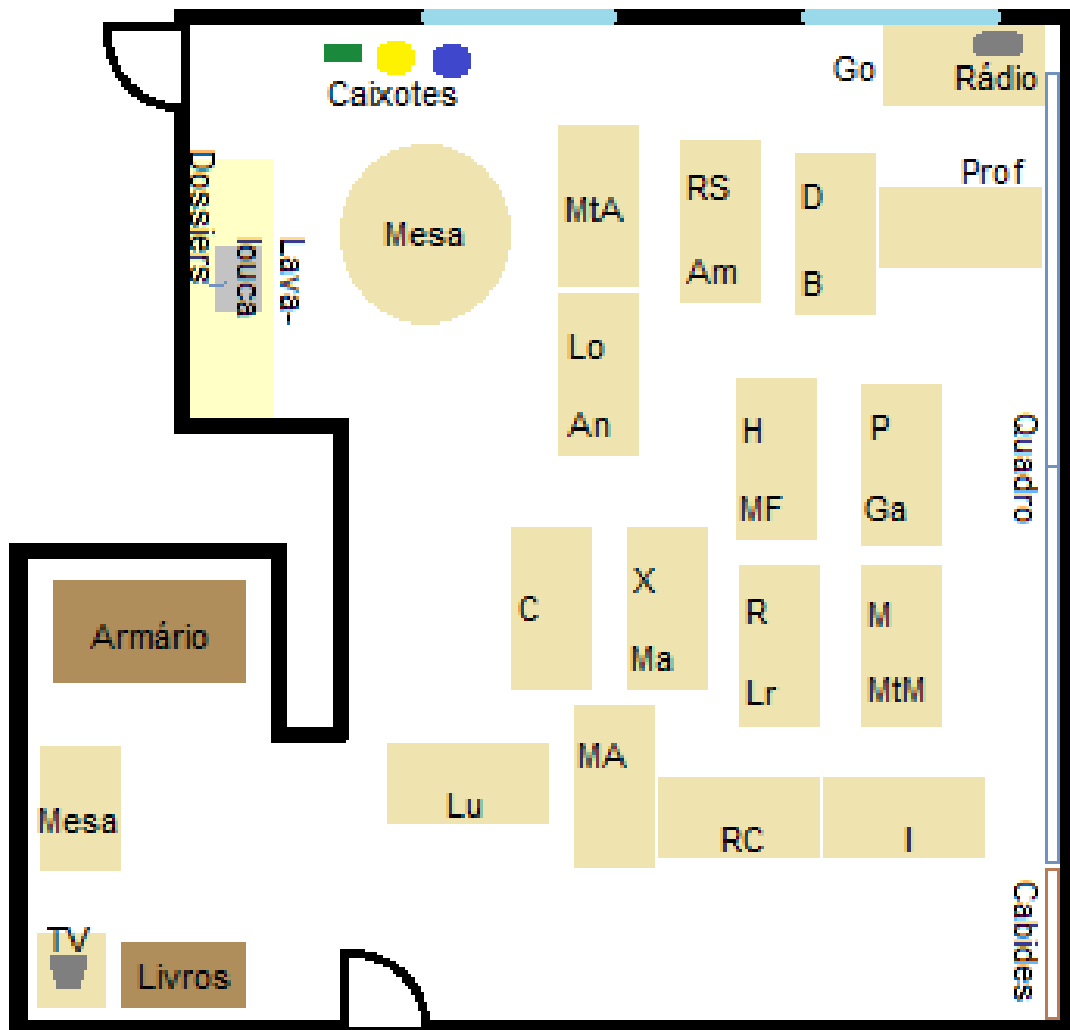 Caixotes
Go
Rádio
Prof
Dossiers
Lava-
louca
Mesa
MtA
RS
Am
D
B
Lo
An
H
MF
P
Ga
Quadro
C
X
Ma
R
Lr
M
MtM
Armário
Mesa
Lu
MA
RC
I
TV
Livros
Cabides